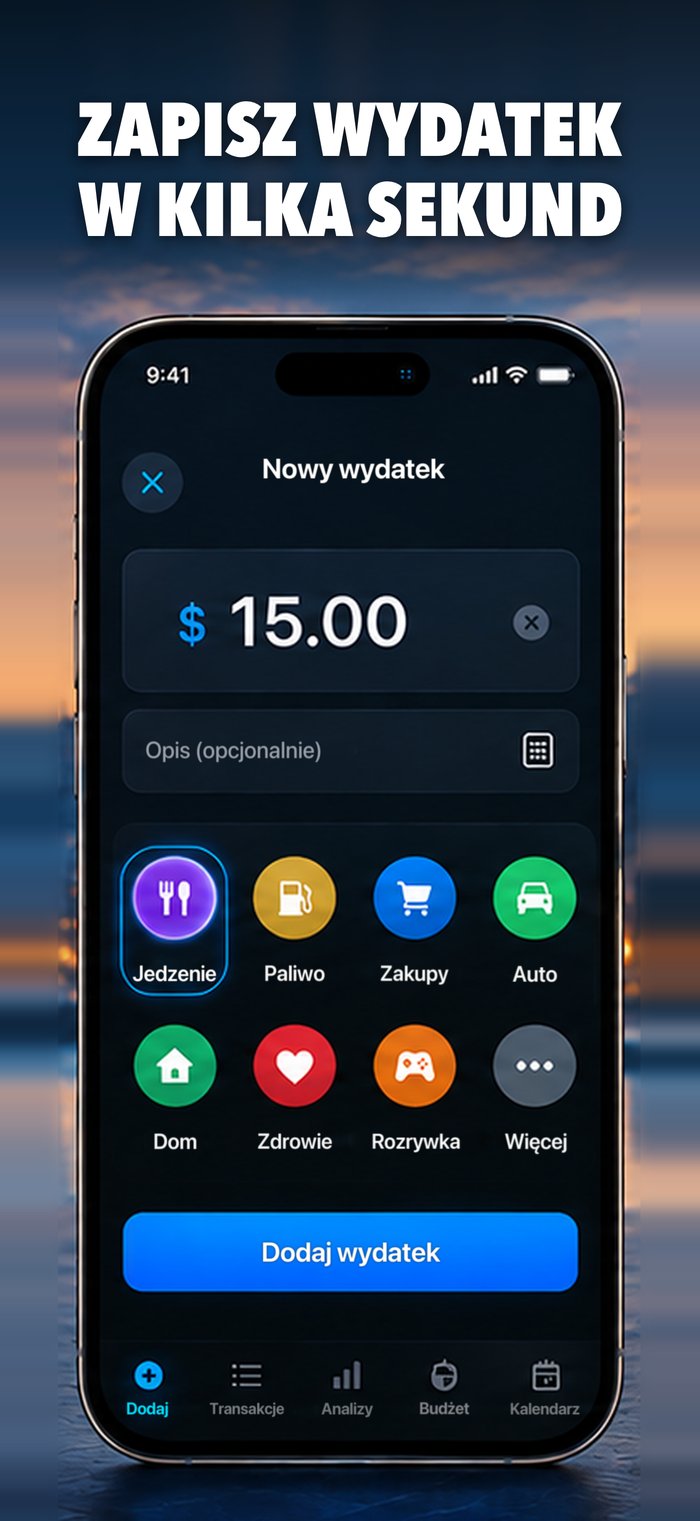 ZAPISZ WYDATEK
W KILKA SEKUND
9:41
Nowy wydatek
$ 15.00
Opis (opcjonalnie)
Jedzenie Paliwo Zakupy Auto
Dom Zdrowie Rozrywka Więcej
Dodaj wydatek
Dodaj Transakcje Analizy Budżet Kalendarz